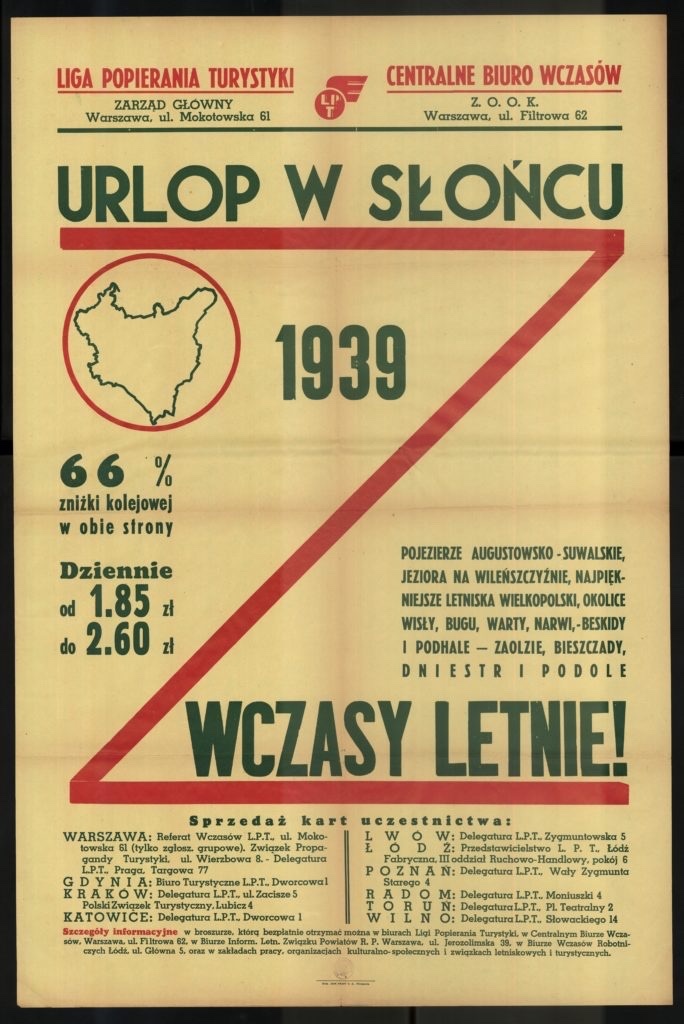 LIGA POPIERANIA TURYSTYKI
ZARZĄD GŁÓWNY
Warszawa, ul. Mokotowska 61
LPT
CENTRALNE BIURO WCZASÓW
Z. O. O. K.
Warszawa, ul. Filtrowa 62
URLOP W SŁOŃCU
1939
66 %
zniżki kolejowej
w obie strony
Dziennie
od 1.85 zł
do 2.60 zł
POJEZIERZE AUGUSTOWSKO-SUWALSKIE,
JEZIORA NA WILEŃSZCZYŹNIE, NAJPIĘK-
NIEJSZE LETNISKA WIELKOPOLSKI, OKOLICE
WISŁY, BUGU, WARTY, NARWI,-BESKIDY
I PODHALE — ZAOLZIE, BIESZCZADY,
DNIESTR I PODOLE
WCZASY LETNIE!
Sprzedaż kart uczestnictwa:
WARSZAWA: Referat Wczasów L.P.T., ul. Moko-
towska 61 (tylko zgłosz. grupowe). Związek Propa-
gandy Turystyki, ul. Wierzbowa 8. - Delegatura
L.P.T., Praga, Targowa 77
GDYNIA: Biuro Turystyczne L.P.T., Dworcowa 1
KRAKÓW: Delegatura L.P.T., ul. Zacisze 5
Polski Związek Turystyczny, Lubicz 4
KATOWICE: Delegatura L.P.T., Dworcowa 1
LWÓW: Delegatura L.P.T., Zygmuntowska 5
ŁÓDŹ: Przedstawicielstwo L. P. T., Łódź
Fabryczna, III oddział Ruchowo-Handlowy, pokój 6
POZNAŃ: Delegatura L.P.T., Wały Zygmunta
Starego 4
RADOM: Delegatura L.P.T., Moniuszki 4
TORUŃ: Delegatura L.P.T., Pl. Teatralny 2
WILNO: Delegatura L.P.T., Słowackiego 14
Szczegóły informacyjne w broszurze, którą bezpłatnie otrzymać można w biurach Ligi Popierania Turystyki, w Centralnym Biurze Wcza-
sów, Warszawa, ul. Filtrowa 62, w Biurze Inform. Letn. Związku Powiatów R. P. Warszawa, ul. Jerozolimska 39, w Biurze Wczasów Robotni-
czych Łódź, ul. Główna 5, oraz w zakładach pracy, organizacjach kulturalno-społecznych i związkach letniskowych i turystycznych.